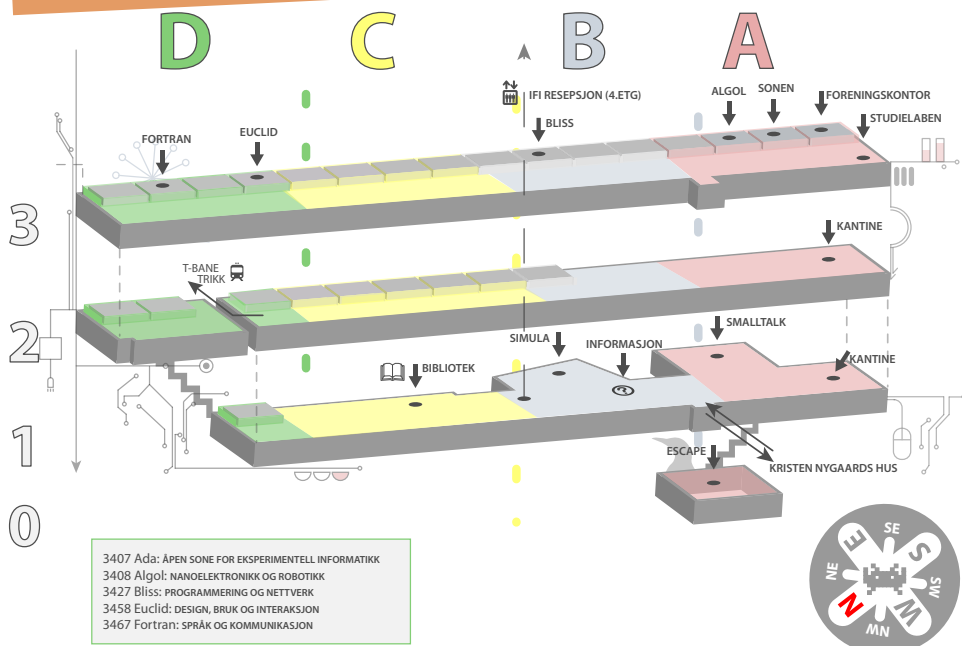 D
C
B
A
IFI RESEPSJON (4.ETG)
BLISS
ALGOL
SONEN
FORENINGSKONTOR
STUDIELABEN
FORTRAN
EUCLID
3
KANTINE
T-BANE
TRIKK
2
SIMULA
INFORMASJON
SMALLTALK
BIBLIOTEK
KANTINE
1
ESCAPE
KRISTEN NYGAARDS HUS
0
3407 Ada: ÅPEN SONE FOR EKSPERIMENTELL INFORMATIKK
3408 Algol: NANOELEKTRONIKK OG ROBOTIKK
3427 Bliss: PROGRAMMERING OG NETTVERK
3458 Euclid: DESIGN, BRUK OG INTERAKSJON
3467 Fortran: SPRÅK OG KOMMUNIKASJON
SE
E
S
NE
SW
N
W
NW